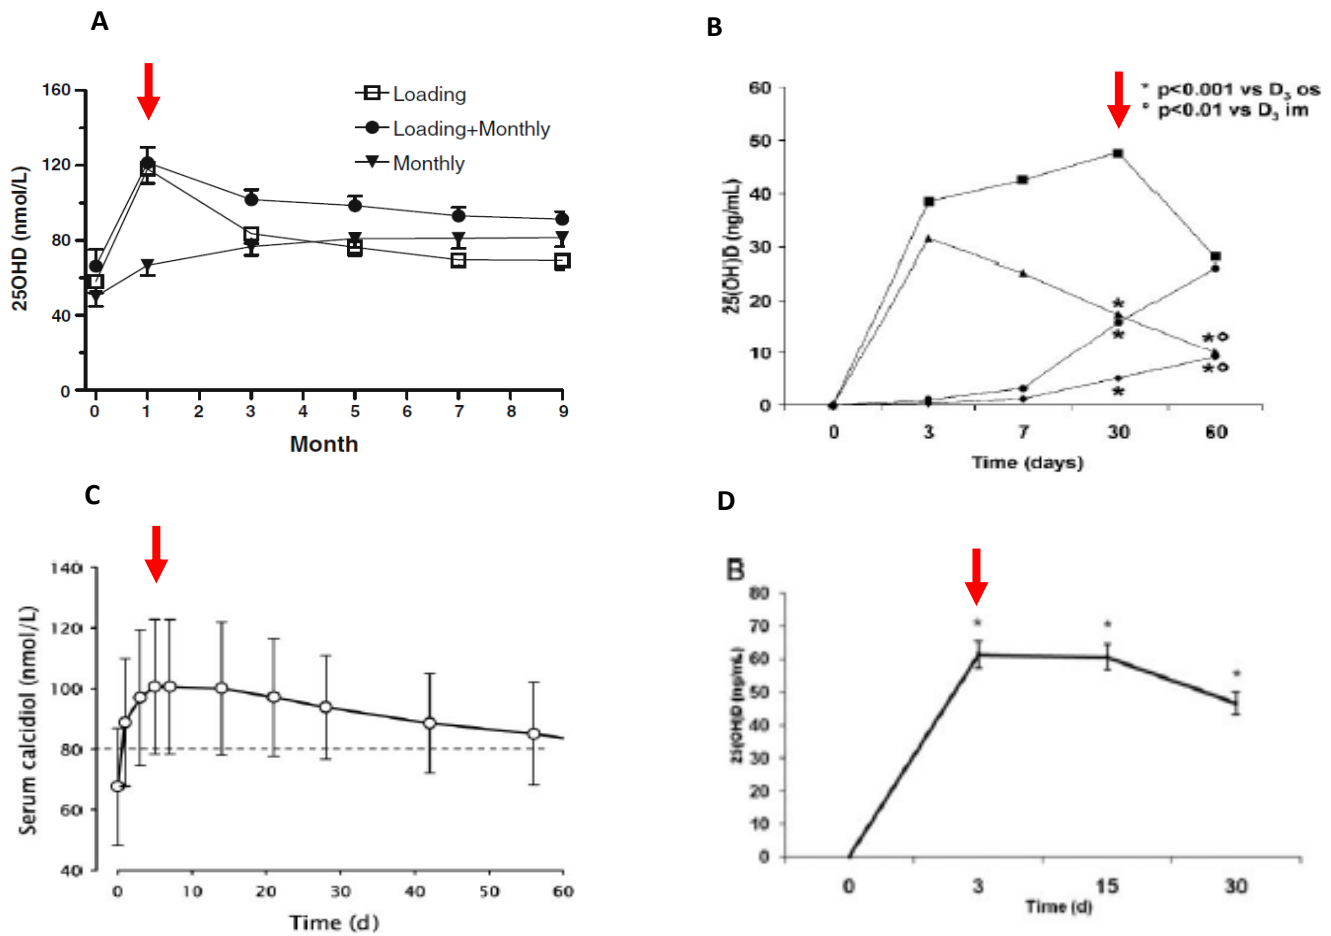 A
160
120
80
40
0
25OHD (nmol/L)
Loading
Loading+Monthly
Monthly
0 1 2 3 4 5 6 7 8 9
Month
B
60
50
40
30
20
10
0
25(OH)D (ng/mL)
* p<0.001 vs D3 os
° p<0.01 vs D3 im
*
*
*
*°
*°
0 3 7 30 60
Time (days)
C
140
120
100
80
60
40
Serum calcidiol (nmol/L)
0 10 20 30 40 50 60
Time (d)
D
B
80
70
60
50
40
30
20
10
0
25(OH)D (ng/mL)
* * *
0 3 15 30
Time (d)